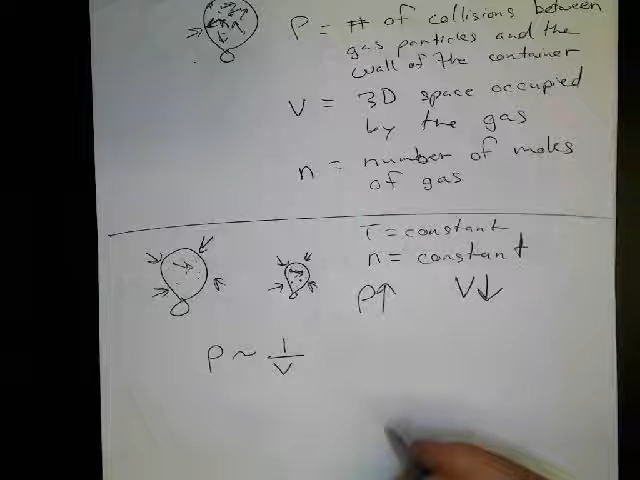 P = # of collisions between
gas particles and the
wall of the container
V = 3D space occupied
by the gas
n = number of moles
of gas
T = constant
n = constant
P↑ V↓
P ~ 1/V